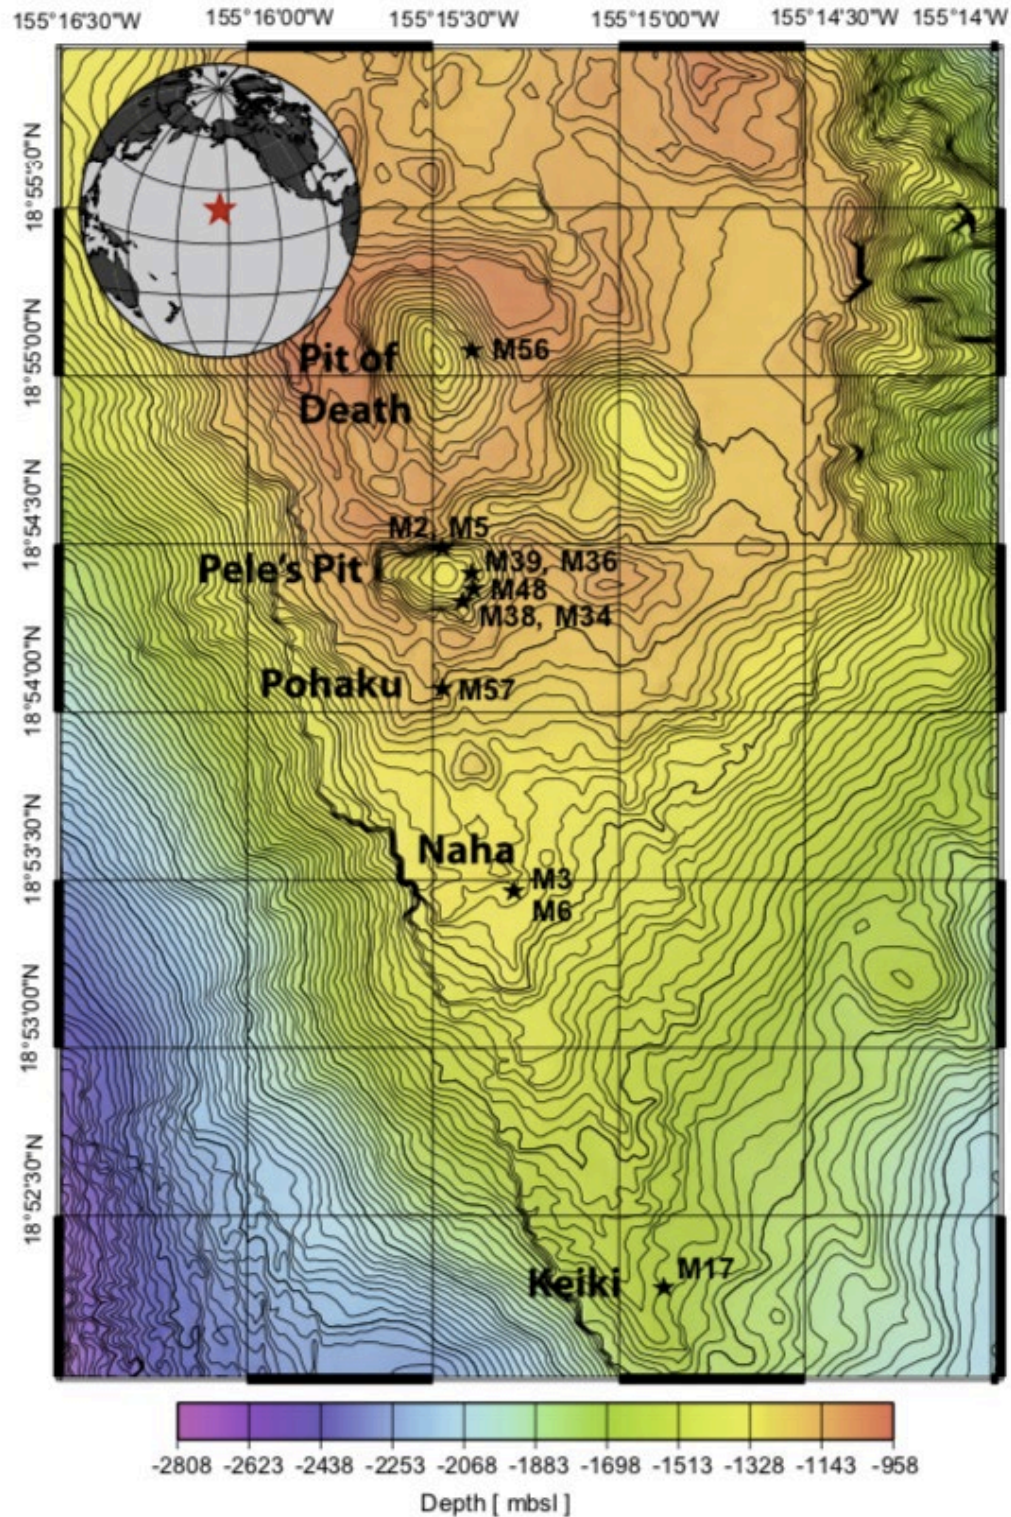 155°16'30"W 155°16'00"W 155°15'30"W 155°15'00"W 155°14'30"W 155°14'W
18°55'30"N
18°55'00"N
Pit of
Death
M56
18°54'30"N
M2, M5
Pele's Pit
M39, M36
M48
M38, M34
18°54'00"N
Pohaku
M57
18°53'30"N
Naha
M3
M6
18°53'00"N
18°52'30"N
Keiki
M17
-2808 -2623 -2438 -2253 -2068 -1883 -1698 -1513 -1328 -1143 -958
Depth [ mbsl ]